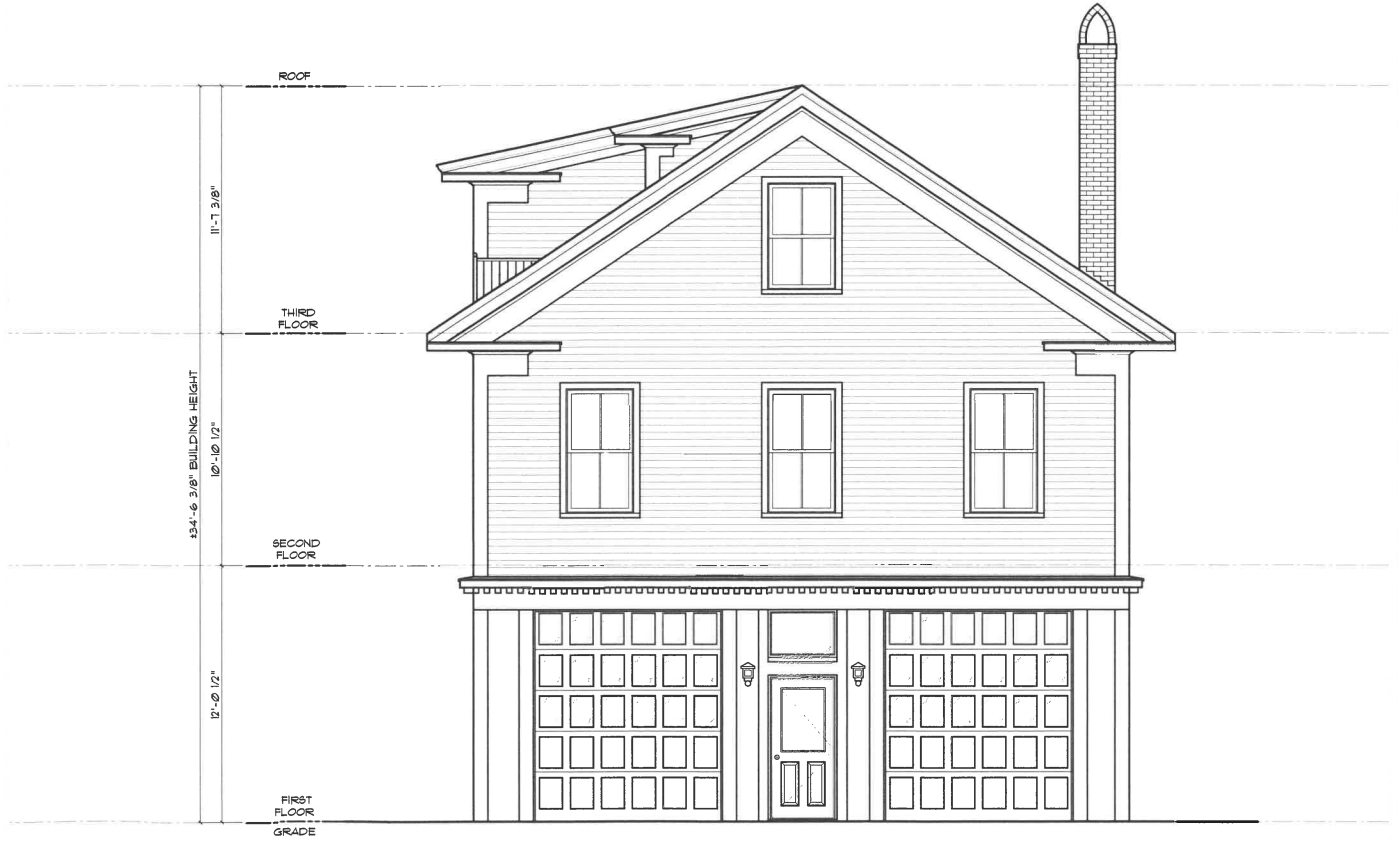 ROOF
11'-7 3/8"
THIRD
FLOOR
±34'-6 3/8" BUILDING HEIGHT
10'-10 1/2"
SECOND
FLOOR
12'-0 1/2"
FIRST
FLOOR
GRADE